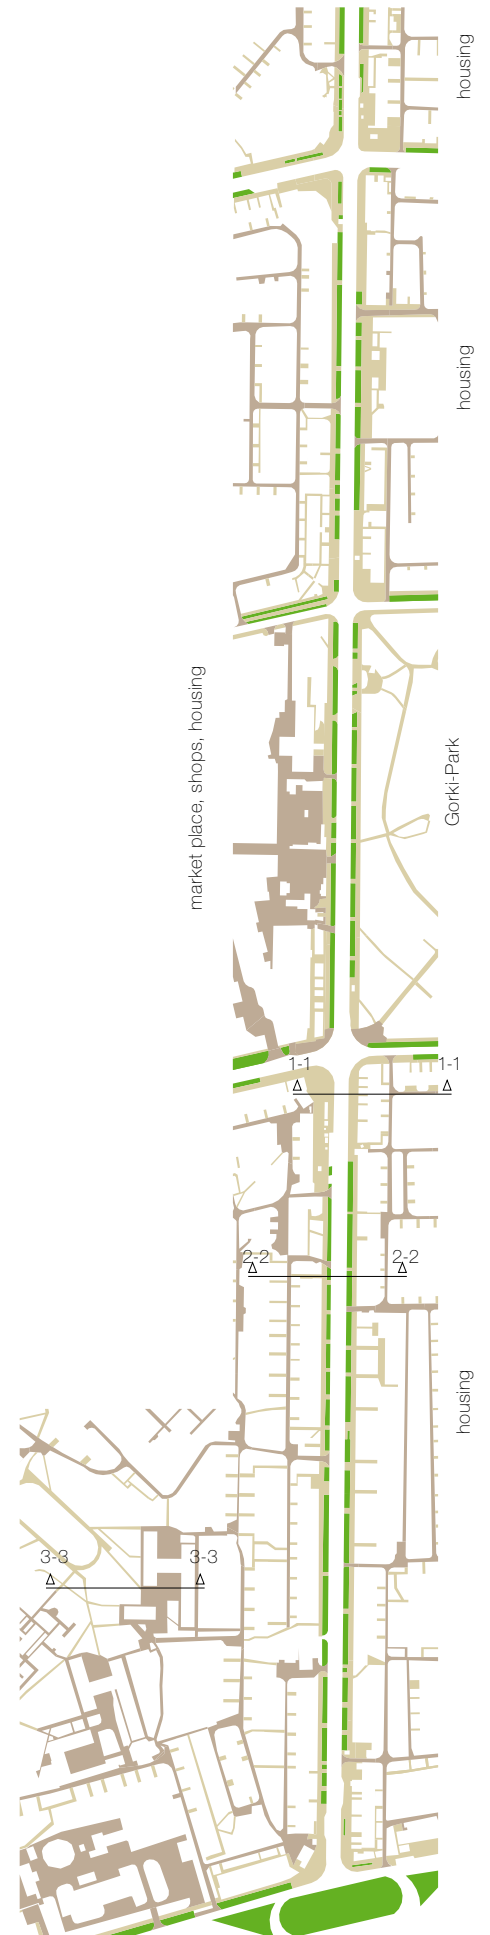 housing
housing
market place, shops, housing
Gorki-Park
1-1
1-1
2-2
2-2
housing
3-3
3-3